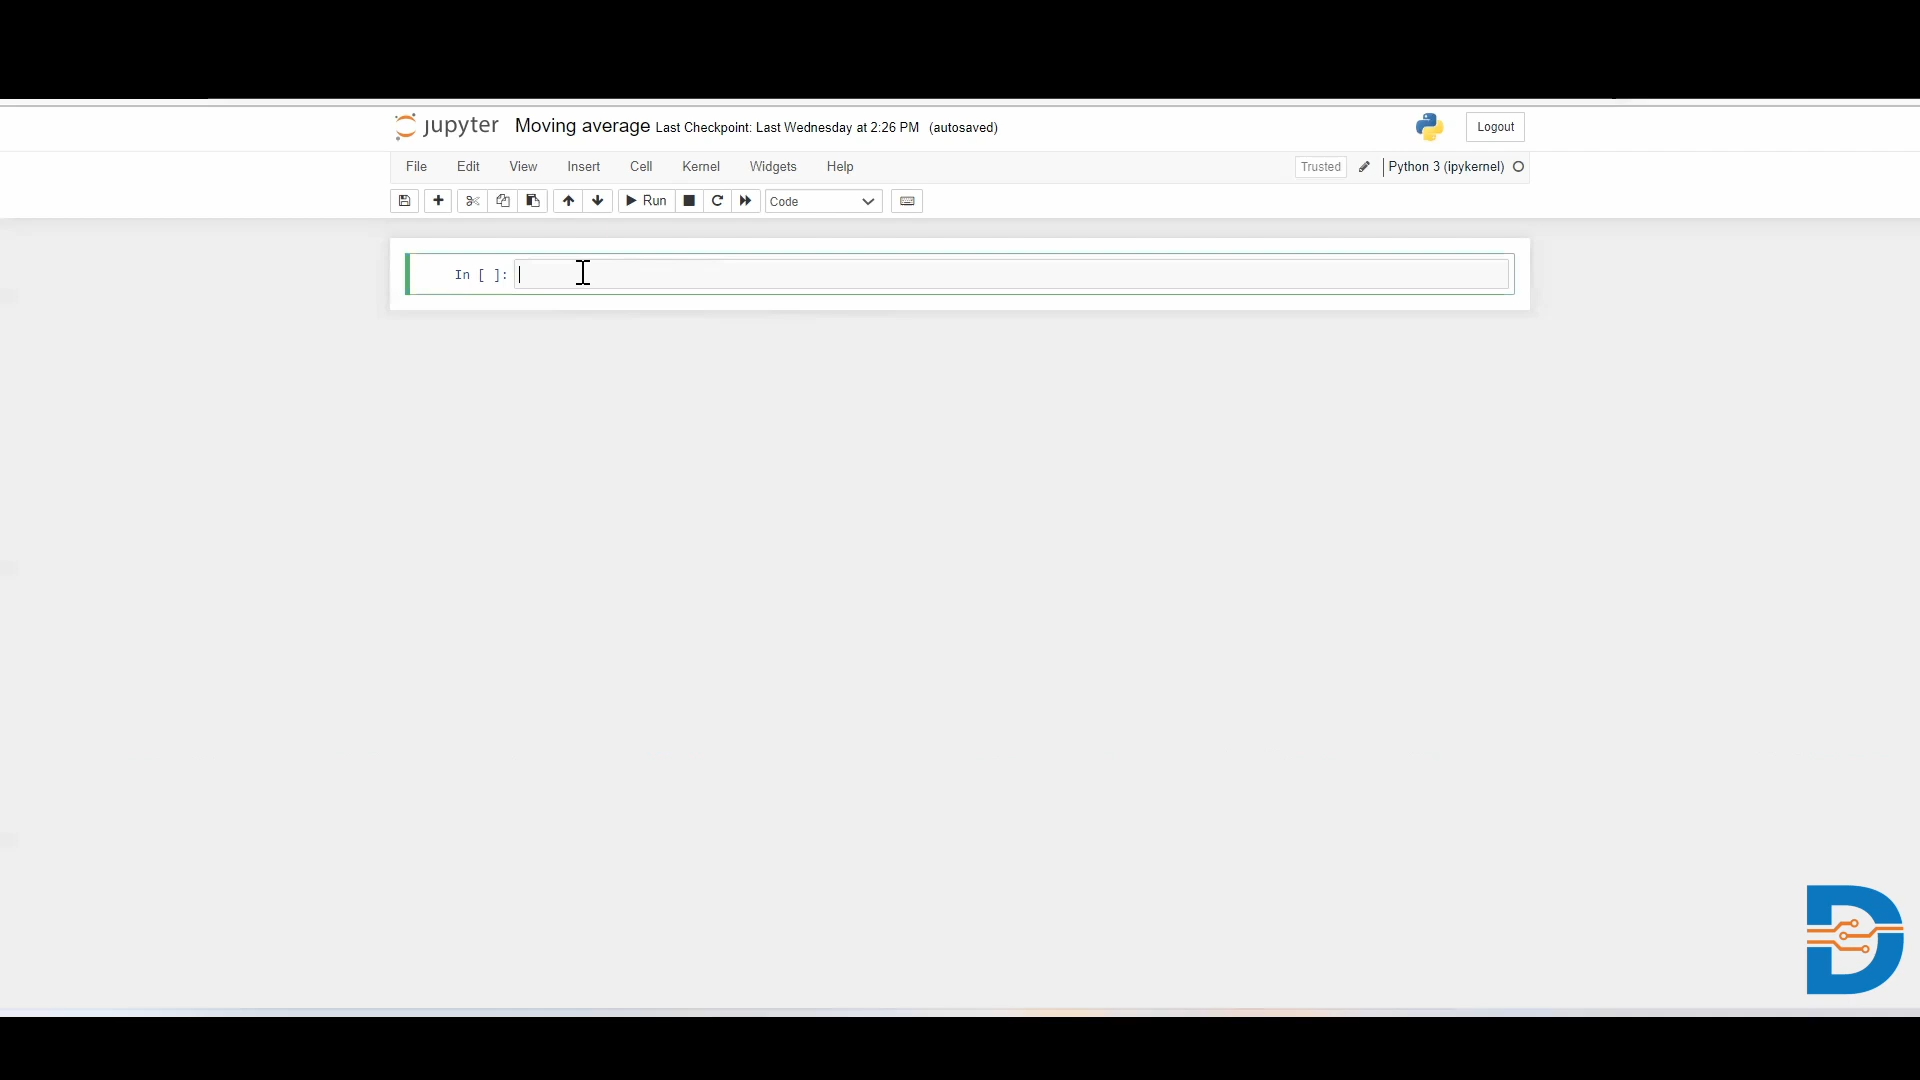 jupyter Moving average Last Checkpoint: Last Wednesday at 2:26 PM (autosaved) Logout
File Edit View Insert Cell Kernel Widgets Help Trusted Python 3 (ipykernel)
Run Code
In [ ]:
D